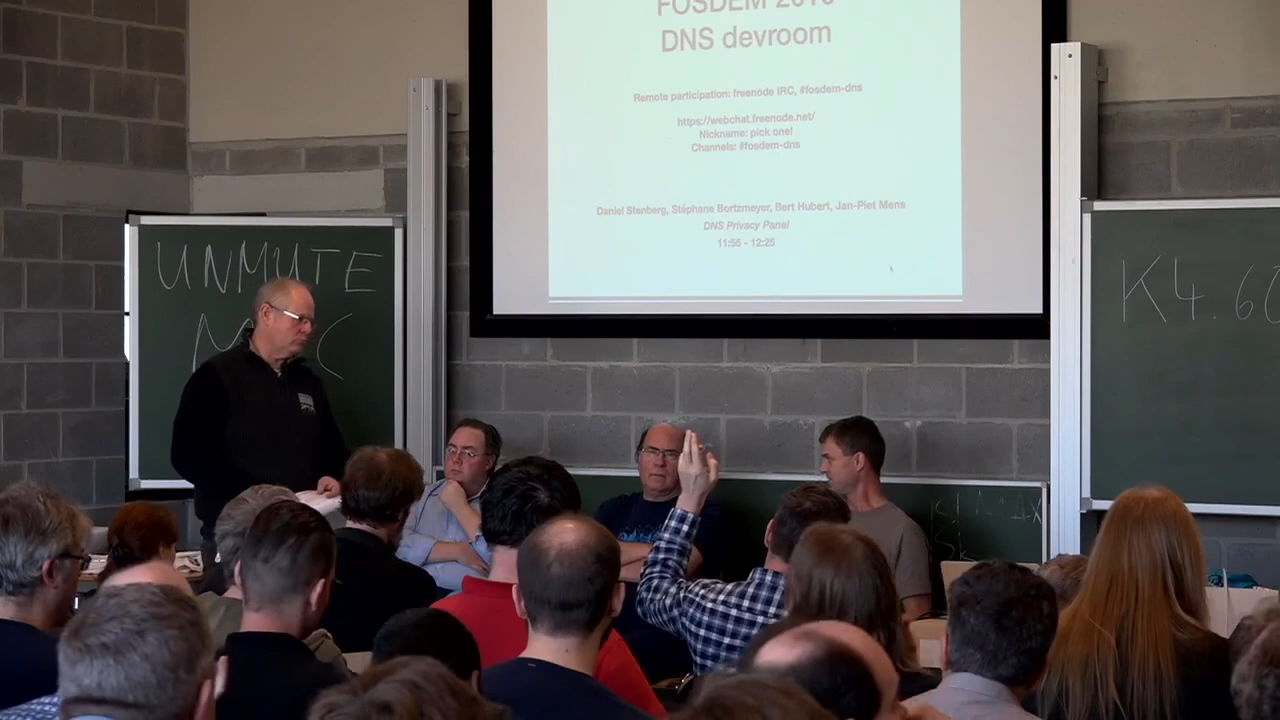 FOSDEM
DNS devroom
Remote participation: freenode IRC, #fosdem-dns
https://webchat.freenode.net/
Nickname: pick one!
Channels: #fosdem-dns
Daniel Stenberg, Stéphane Bortzmeyer, Bert Hubert, Jan-Piet Mens
DNS Privacy Panel
11:55 - 12:25
UNMUTE
K4.60